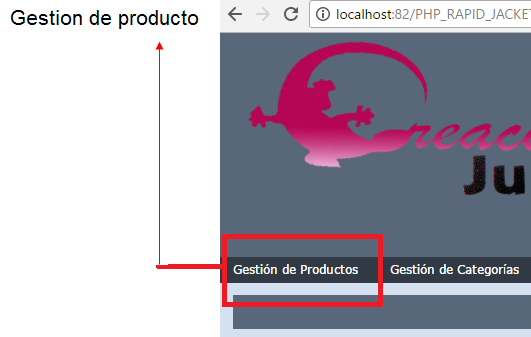 Gestion de producto
localhost:82/PHP_RAPID_JACKET
Ju
Gestión de Productos
Gestión de Categorías